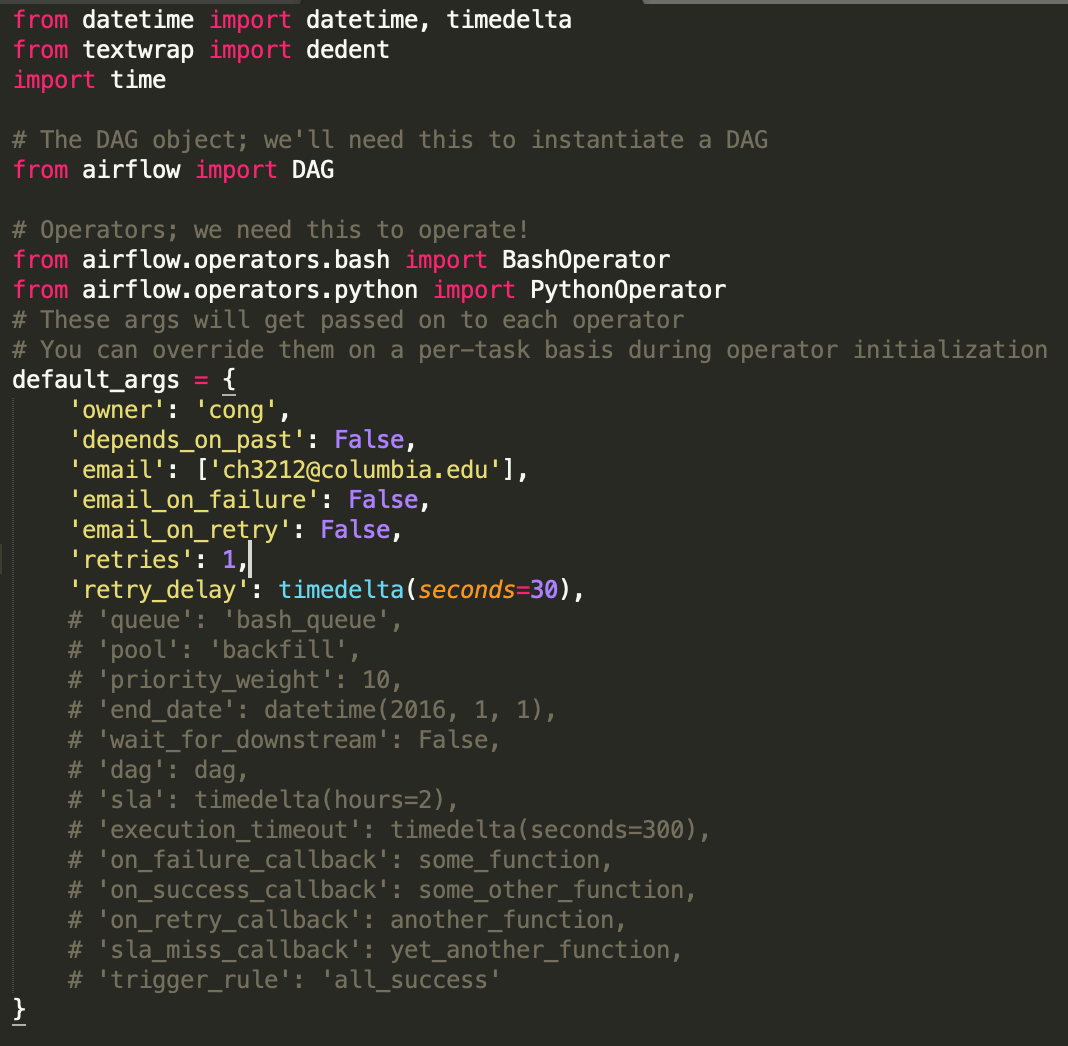 from datetime import datetime, timedelta
from textwrap import dedent
import time
# The DAG object; we'll need this to instantiate a DAG
from airflow import DAG
# Operators; we need this to operate!
from airflow.operators.bash import BashOperator
from airflow.operators.python import PythonOperator
# These args will get passed on to each operator
# You can override them on a per-task basis during operator initialization
default_args = {
    'owner': 'cong',
    'depends_on_past': False,
    'email': ['ch3212@columbia.edu'],
    'email_on_failure': False,
    'email_on_retry': False,
    'retries': 1,
    'retry_delay': timedelta(seconds=30),
    # 'queue': 'bash_queue',
    # 'pool': 'backfill',
    # 'priority_weight': 10,
    # 'end_date': datetime(2016, 1, 1),
    # 'wait_for_downstream': False,
    # 'dag': dag,
    # 'sla': timedelta(hours=2),
    # 'execution_timeout': timedelta(seconds=300),
    # 'on_failure_callback': some_function,
    # 'on_success_callback': some_other_function,
    # 'on_retry_callback': another_function,
    # 'sla_miss_callback': yet_another_function,
    # 'trigger_rule': 'all_success'
}